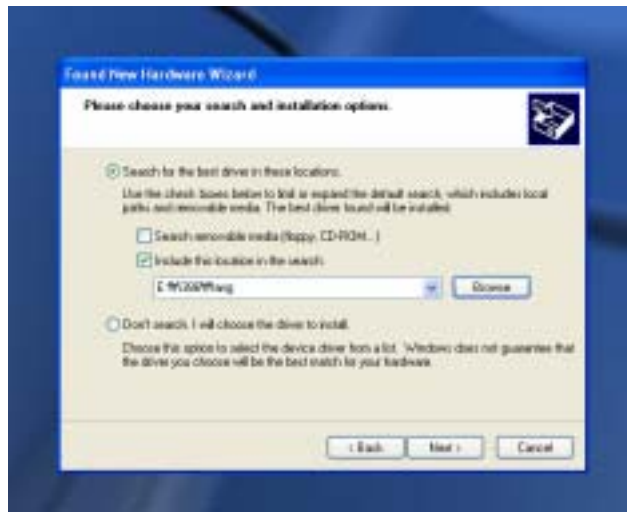 Found New Hardware Wizard
Please choose your search and installation options.
Search for the best driver in these locations.
Use the check boxes below to limit or expand the default search, which includes local
paths and removable media. The best driver found will be installed.
Search removable media (floppy, CD-ROM...)
Include this location in the search:
Browse
Don't search. I will choose the driver to install.
Choose this option to select the device driver from a list. Windows does not guarantee that
the driver you choose will be the best match for your hardware.
< Back
Next >
Cancel